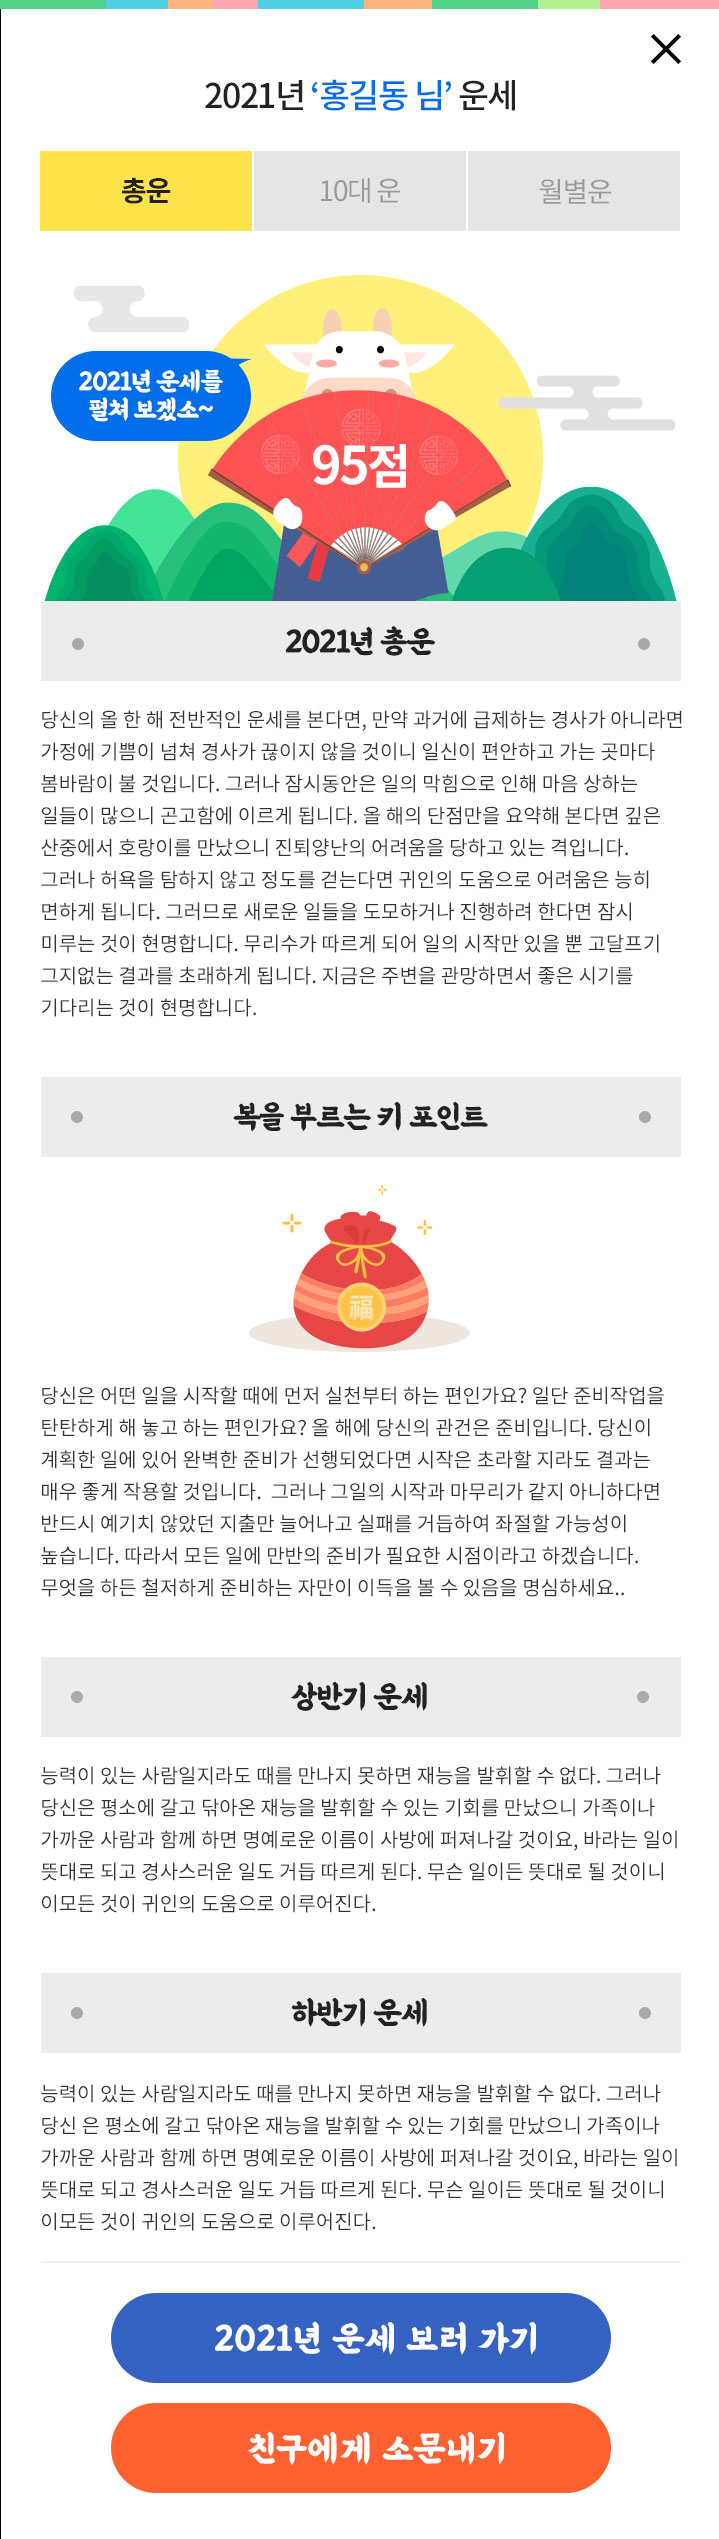 2021년 ‘홍길동 님’ 운세
총운
10대 운
월별운
2021년 운세를
펼쳐 보겠소~
95점
2021년 총운
당신의 올 한 해 전반적인 운세를 본다면, 만약 과거에 급제하는 경사가 아니라면
가정에 기쁨이 넘쳐 경사가 끊이지 않을 것이니 일신이 편안하고 가는 곳마다
봄바람이 불 것입니다. 그러나 잠시동안은 일의 막힘으로 인해 마음 상하는
일들이 많으니 곤고함에 이르게 됩니다. 올 해의 단점만을 요약해 본다면 깊은
산중에서 호랑이를 만났으니 진퇴양난의 어려움을 당하고 있는 격입니다.
그러나 허욕을 탐하지 않고 정도를 걷는다면 귀인의 도움으로 어려움은 능히
면하게 됩니다. 그러므로 새로운 일들을 도모하거나 진행하려 한다면 잠시
미루는 것이 현명합니다. 무리수가 따르게 되어 일의 시작만 있을 뿐 고달프기
그지없는 결과를 초래하게 됩니다. 지금은 주변을 관망하면서 좋은 시기를
기다리는 것이 현명합니다.
복을 부르는 키 포인트
福
당신은 어떤 일을 시작할 때에 먼저 실천부터 하는 편인가요? 일단 준비작업을
탄탄하게 해 놓고 하는 편인가요? 올 해에 당신의 관건은 준비입니다. 당신이
계획한 일에 있어 완벽한 준비가 선행되었다면 시작은 초라할 지라도 결과는
매우 좋게 작용할 것입니다.  그러나 그일의 시작과 마무리가 같지 아니하다면
반드시 예기치 않았던 지출만 늘어나고 실패를 거듭하여 좌절할 가능성이
높습니다. 따라서 모든 일에 만반의 준비가 필요한 시점이라고 하겠습니다.
무엇을 하든 철저하게 준비하는 자만이 이득을 볼 수 있음을 명심하세요..
상반기 운세
능력이 있는 사람일지라도 때를 만나지 못하면 재능을 발휘할 수 없다. 그러나
당신은 평소에 갈고 닦아온 재능을 발휘할 수 있는 기회를 만났으니 가족이나
가까운 사람과 함께 하면 명예로운 이름이 사방에 퍼져나갈 것이요, 바라는 일이
뜻대로 되고 경사스러운 일도 거듭 따르게 된다. 무슨 일이든 뜻대로 될 것이니
이모든 것이 귀인의 도움으로 이루어진다.
하반기 운세
능력이 있는 사람일지라도 때를 만나지 못하면 재능을 발휘할 수 없다. 그러나
당신 은 평소에 갈고 닦아온 재능을 발휘할 수 있는 기회를 만났으니 가족이나
가까운 사람과 함께 하면 명예로운 이름이 사방에 퍼져나갈 것이요, 바라는 일이
뜻대로 되고 경사스러운 일도 거듭 따르게 된다. 무슨 일이든 뜻대로 될 것이니
이모든 것이 귀인의 도움으로 이루어진다.
2021년 운세 보러 가기
친구에게 소문내기